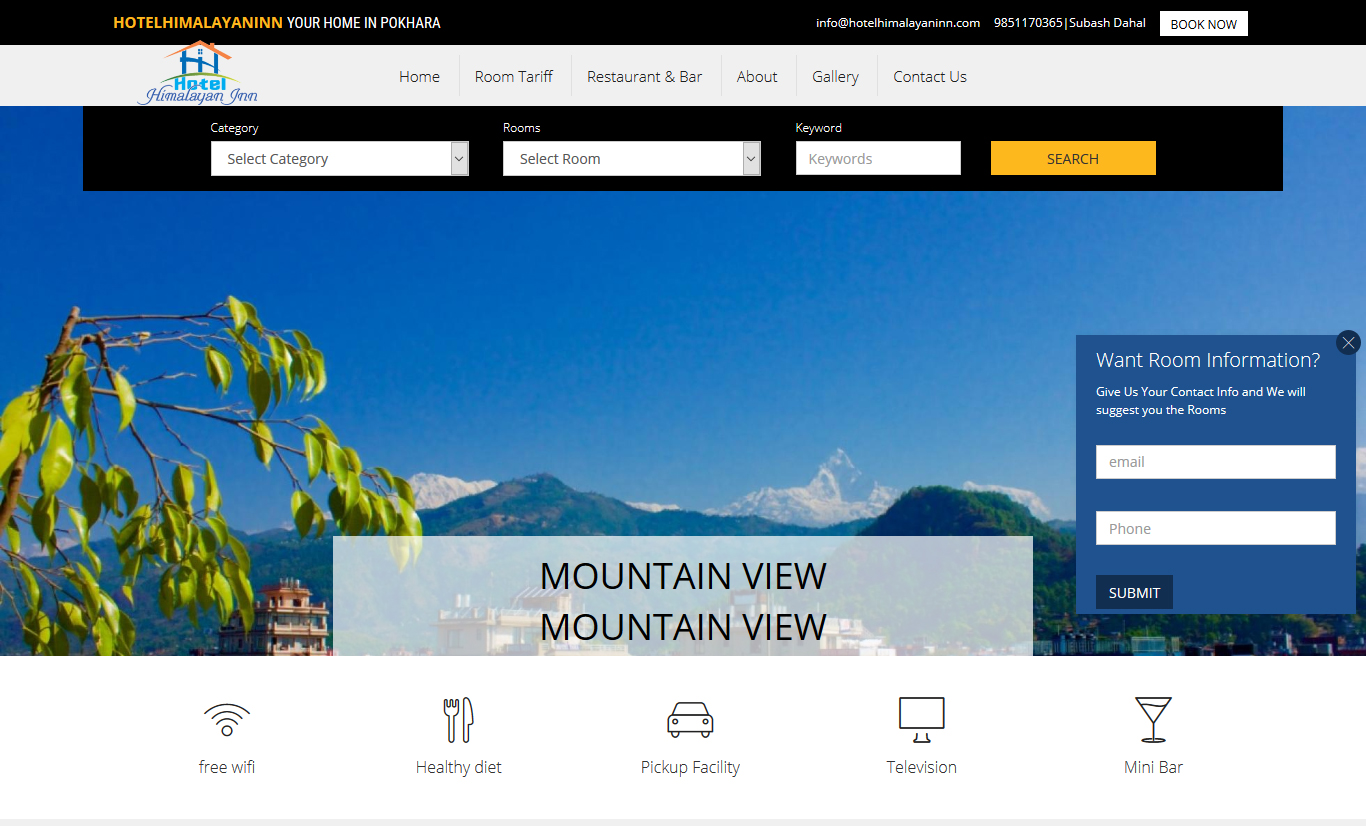 HOTELHIMALAYANINN YOUR HOME IN POKHARA
info@hotelhimalayaninn.com 9851170365|Subash Dahal BOOK NOW
Hotel
Himalayan Inn
Home Room Tariff Restaurant & Bar About Gallery Contact Us
Category Rooms Keyword
Select Category Select Room Keywords SEARCH
Want Room Information?
Give Us Your Contact Info and We will
suggest you the Rooms
email
Phone
SUBMIT
MOUNTAIN VIEW
MOUNTAIN VIEW
free wifi Healthy diet Pickup Facility Television Mini Bar